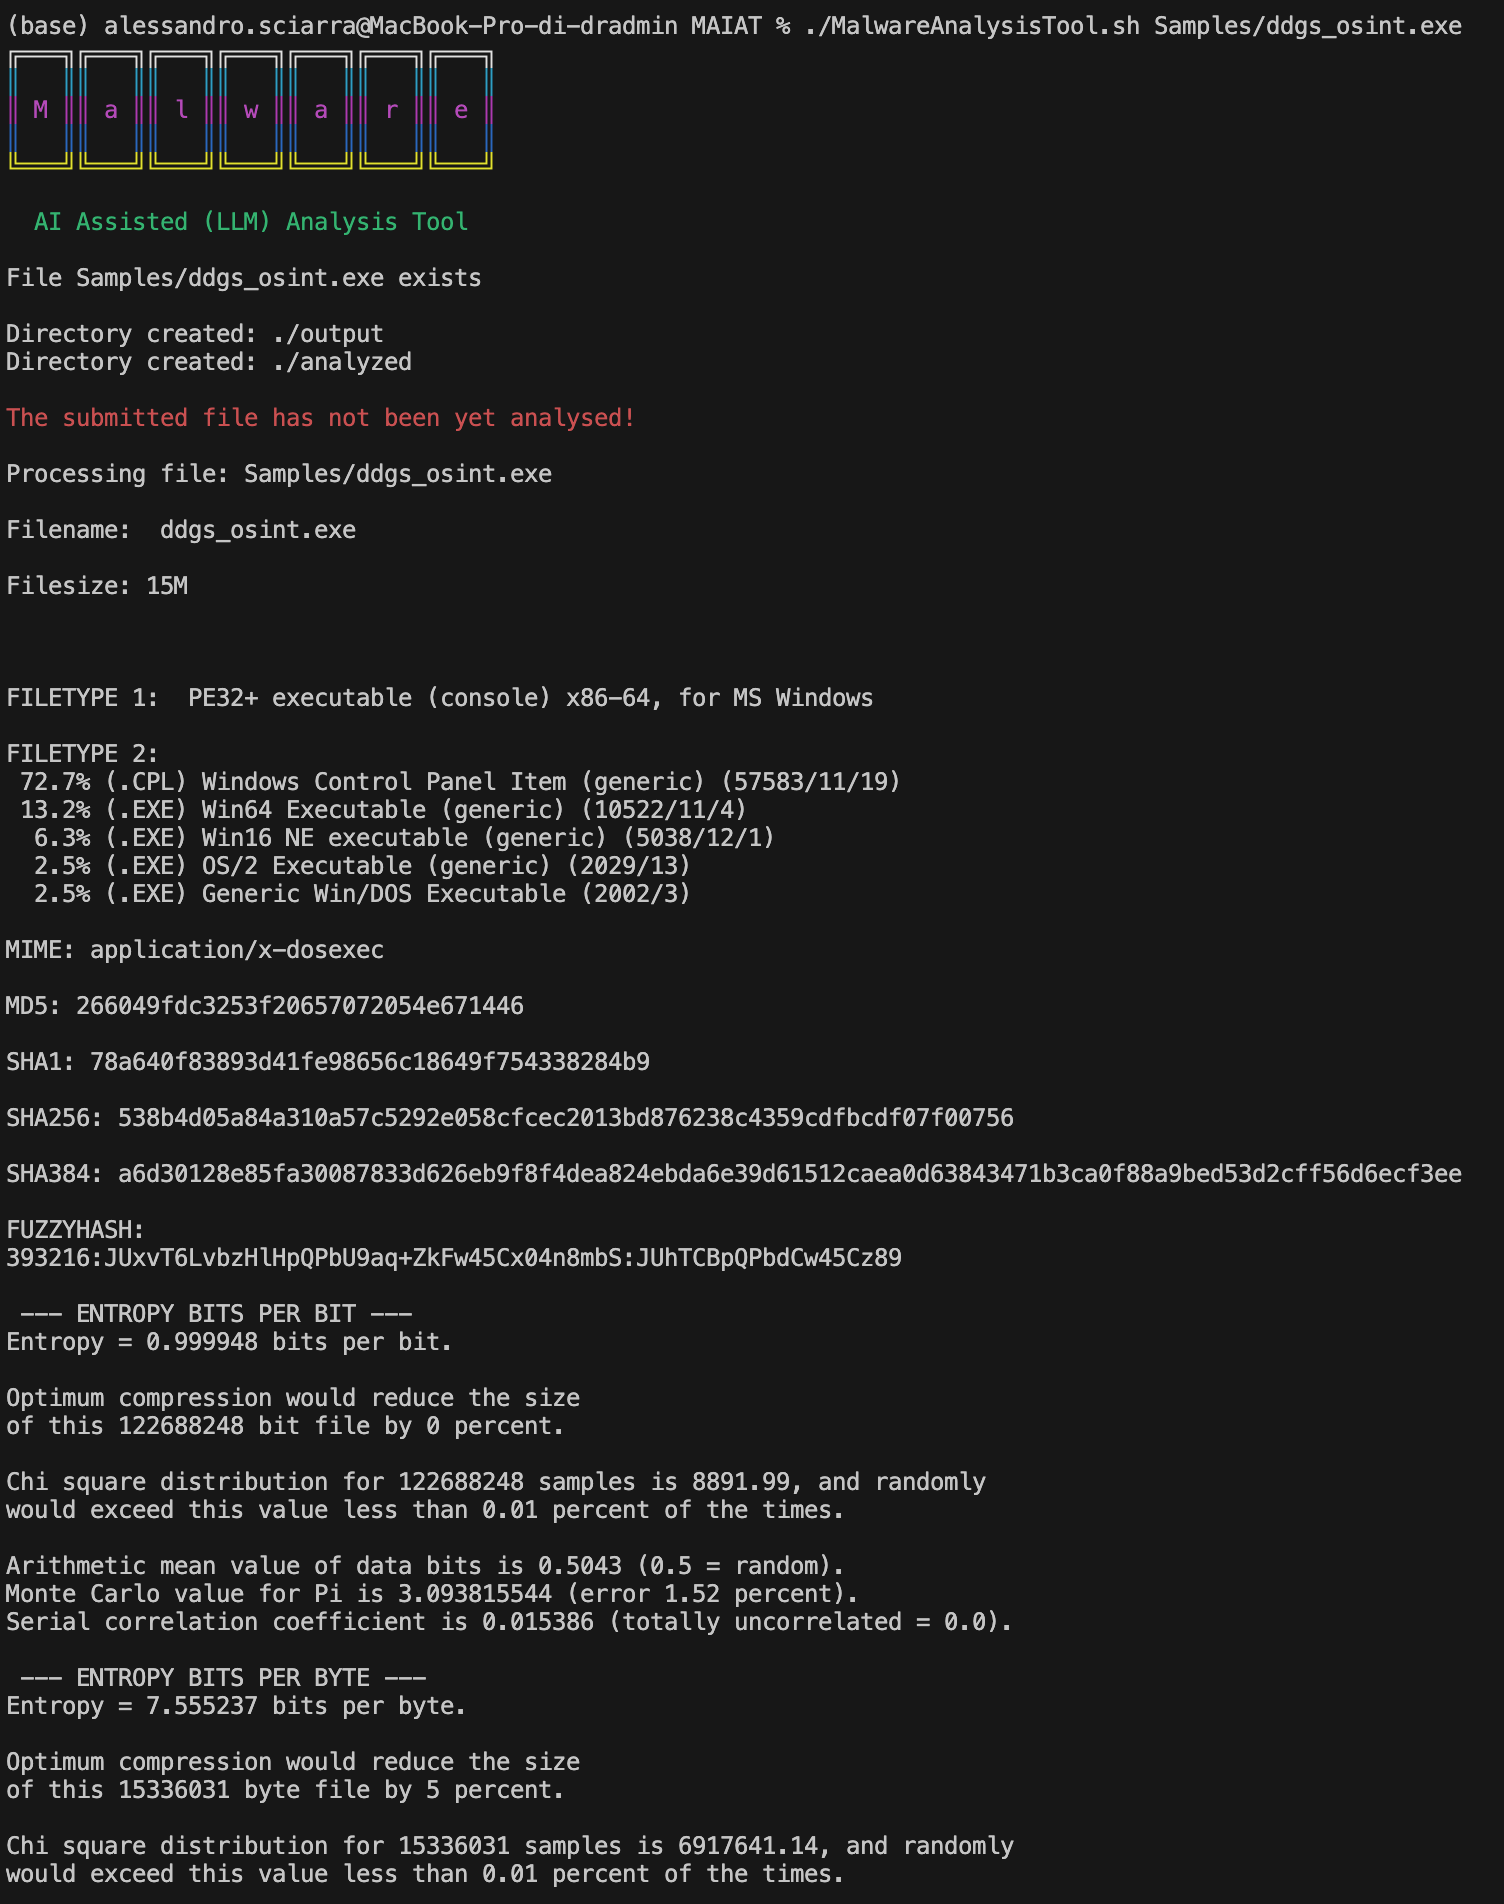 (base) alessandro.sciarra@MacBook-Pro-di-dradmin MAIAT % ./MalwareAnalysisTool.sh Samples/ddgs_osint.exe
M a l w a r e
AI Assisted (LLM) Analysis Tool
File Samples/ddgs_osint.exe exists
Directory created: ./output
Directory created: ./analyzed
The submitted file has not been yet analysed!
Processing file: Samples/ddgs_osint.exe
Filename:  ddgs_osint.exe
Filesize: 15M
FILETYPE 1:  PE32+ executable (console) x86-64, for MS Windows
FILETYPE 2:
72.7% (.CPL) Windows Control Panel Item (generic) (57583/11/19)
13.2% (.EXE) Win64 Executable (generic) (10522/11/4)
6.3% (.EXE) Win16 NE executable (generic) (5038/12/1)
2.5% (.EXE) OS/2 Executable (generic) (2029/13)
2.5% (.EXE) Generic Win/DOS Executable (2002/3)
MIME: application/x-dosexec
MD5: 266049fdc3253f20657072054e671446
SHA1: 78a640f83893d41fe98656c18649f754338284b9
SHA256: 538b4d05a84a310a57c5292e058cfcec2013bd876238c4359cdfbcdf07f00756
SHA384: a6d30128e85fa30087833d626eb9f8f4dea824ebda6e39d61512caea0d63843471b3ca0f88a9bed53d2cff56d6ecf3ee
FUZZYHASH:
393216:JUxvT6LvbzHlHpQPbU9aq+ZkFw45Cx04n8mbS:JUhTCBpQPbdCw45Cz89
--- ENTROPY BITS PER BIT ---
Entropy = 0.999948 bits per bit.
Optimum compression would reduce the size
of this 122688248 bit file by 0 percent.
Chi square distribution for 122688248 samples is 8891.99, and randomly
would exceed this value less than 0.01 percent of the times.
Arithmetic mean value of data bits is 0.5043 (0.5 = random).
Monte Carlo value for Pi is 3.093815544 (error 1.52 percent).
Serial correlation coefficient is 0.015386 (totally uncorrelated = 0.0).
--- ENTROPY BITS PER BYTE ---
Entropy = 7.555237 bits per byte.
Optimum compression would reduce the size
of this 15336031 byte file by 5 percent.
Chi square distribution for 15336031 samples is 6917641.14, and randomly
would exceed this value less than 0.01 percent of the times.